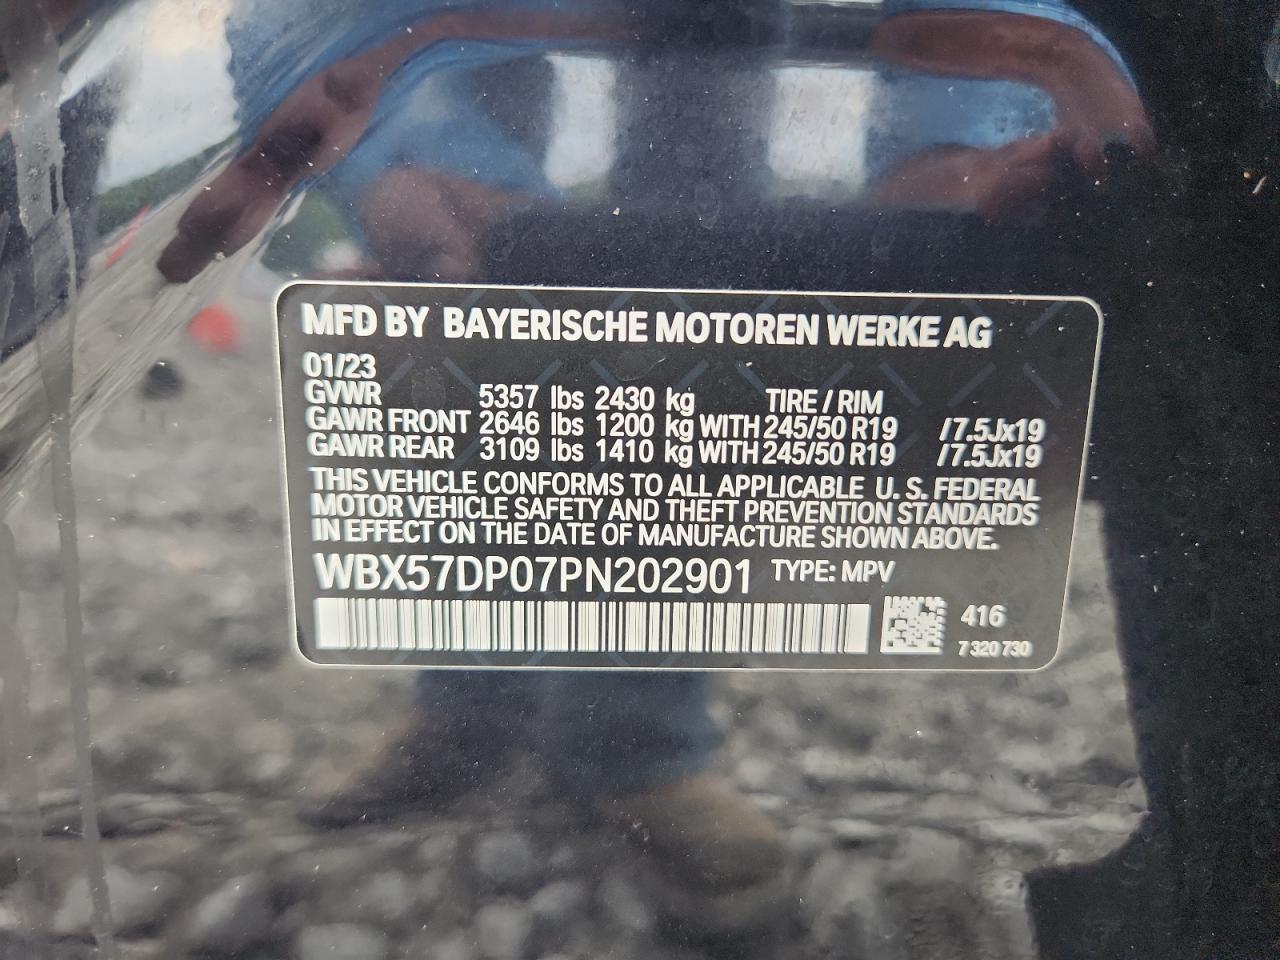 MFD BY BAYERISCHE MOTOREN WERKE AG
01/23
GVWR 5357 lbs 2430 kg TIRE / RIM
GAWR FRONT 2646 lbs 1200 kg WITH 245/50 R19 /7.5Jx19
GAWR REAR 3109 lbs 1410 kg WITH 245/50 R19 /7.5Jx19
THIS VEHICLE CONFORMS TO ALL APPLICABLE U. S. FEDERAL
MOTOR VEHICLE SAFETY AND THEFT PREVENTION STANDARDS
IN EFFECT ON THE DATE OF MANUFACTURE SHOWN ABOVE.
WBX57DP07PN202901 TYPE: MPV
416
7 320 730